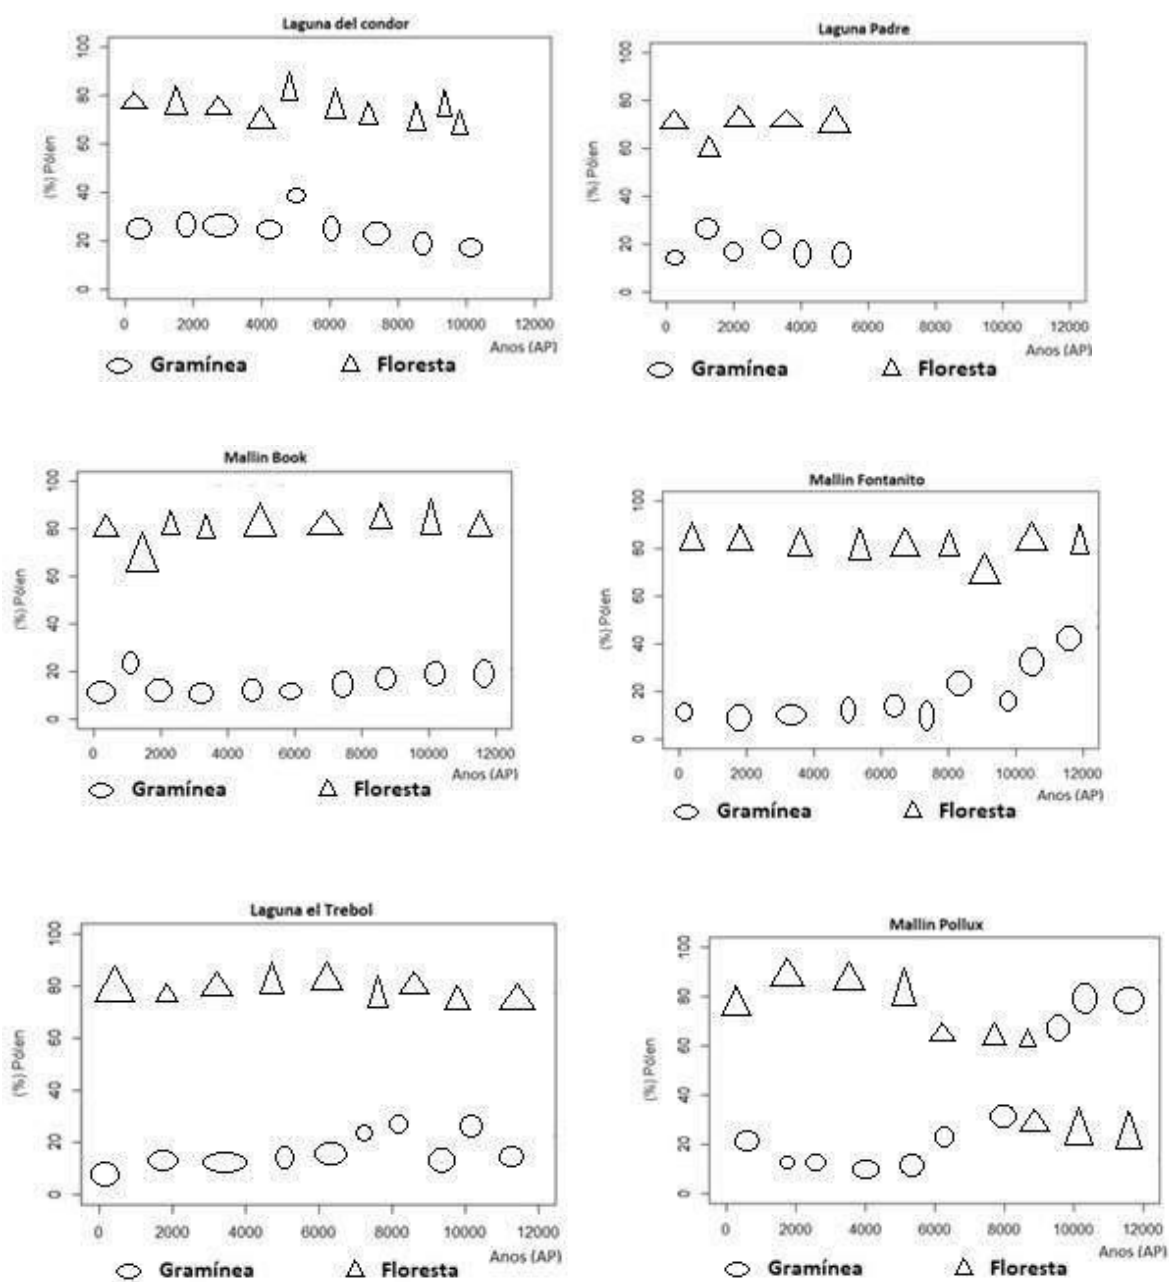 Laguna del condor
100
80
60
40
20
0
(%) Pólen
0 2000 4000 6000 8000 10000 12000
Anos (AP)
Gramínea Floresta
Laguna Padre
100
80
60
40
20
0
(%) Pólen
0 2000 4000 6000 8000 10000 12000
Anos (AP)
Gramínea Floresta
Mallin Book
100
80
60
40
20
0
(%) Pólen
0 2000 4000 6000 8000 10000 12000
Anos (AP)
Gramínea Floresta
Mallin Fontanito
100
80
60
40
20
0
(%) Pólen
0 2000 4000 6000 8000 10000 12000
Anos (AP)
Gramínea Floresta
Laguna el Trebol
100
80
60
40
20
0
(%) Pólen
0 2000 4000 6000 8000 10000 12000
Anos (AP)
Gramínea Floresta
Mallin Pollux
100
80
60
40
20
0
(%) Pólen
0 2000 4000 6000 8000 10000 12000
Anos (AP)
Gramínea Floresta